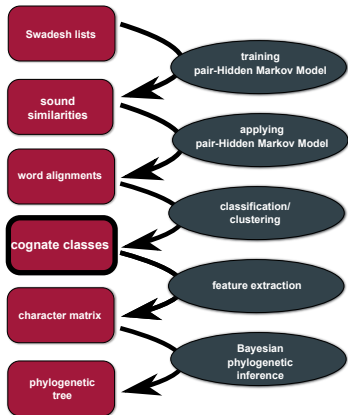 Swadesh lists
training
pair-Hidden Markov Model
sound
similarities
applying
pair-Hidden Markov Model
word alignments
classification/
clustering
cognate classes
feature extraction
character matrix
Bayesian
phylogenetic
inference
phylogenetic
tree